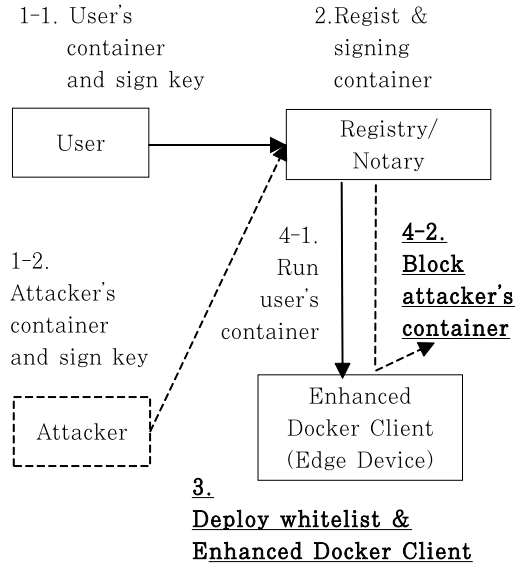 1-1. User's
container
and sign key
2.Regist &
signing
container
User
Registry/
Notary
1-2.
Attacker's
container
and sign key
4-1.
Run
user's
container
4-2.
Block
attacker's
container
Attacker
Enhanced
Docker Client
(Edge Device)
3.
Deploy whitelist &
Enhanced Docker Client